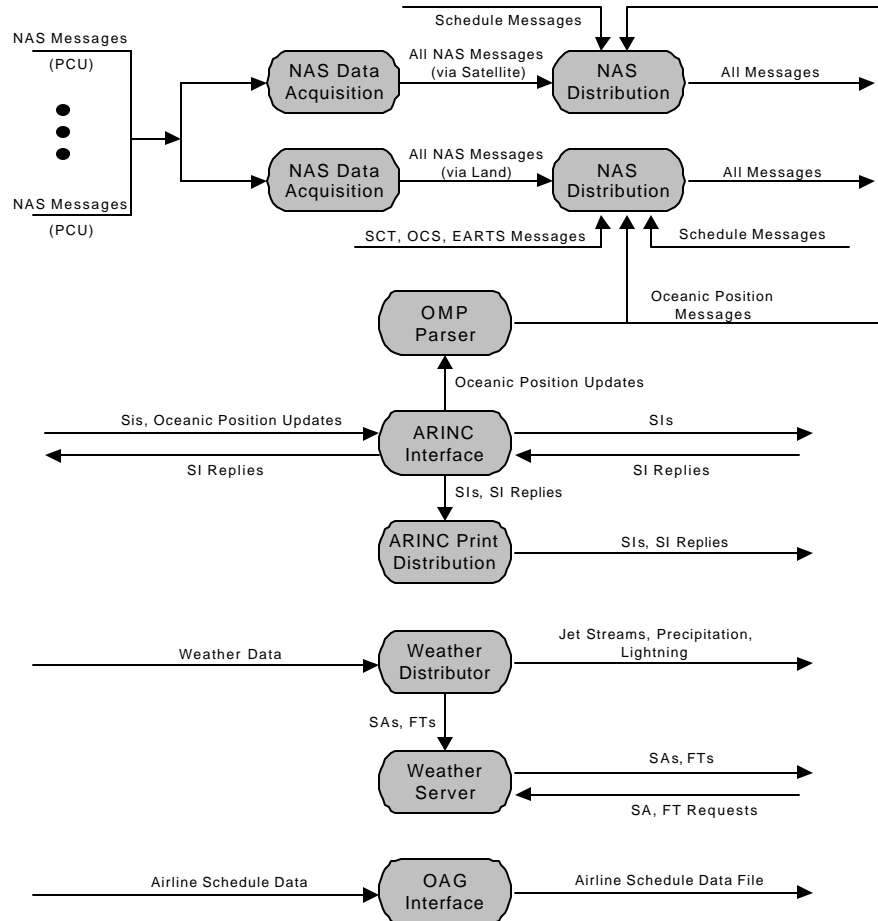 Schedule Messages
NAS Messages
(PCU)
NAS Data
Acquisition
All NAS Messages
(via Satellite)
NAS
Distribution
All Messages
NAS Data
Acquisition
All NAS Messages
(via Land)
NAS
Distribution
All Messages
NAS Messages
(PCU)
SCT, OCS, EARTS Messages
Schedule Messages
OMP
Parser
Oceanic Position
Messages
Oceanic Position Updates
Sis, Oceanic Position Updates
ARINC
Interface
SIs
SI Replies
SI Replies
SIs, SI Replies
ARINC Print
Distribution
SIs, SI Replies
Weather Data
Weather
Distributor
Jet Streams, Precipitation,
Lightning
SAs, FTs
Weather
Server
SAs, FTs
SA, FT Requests
Airline Schedule Data
OAG
Interface
Airline Schedule Data File